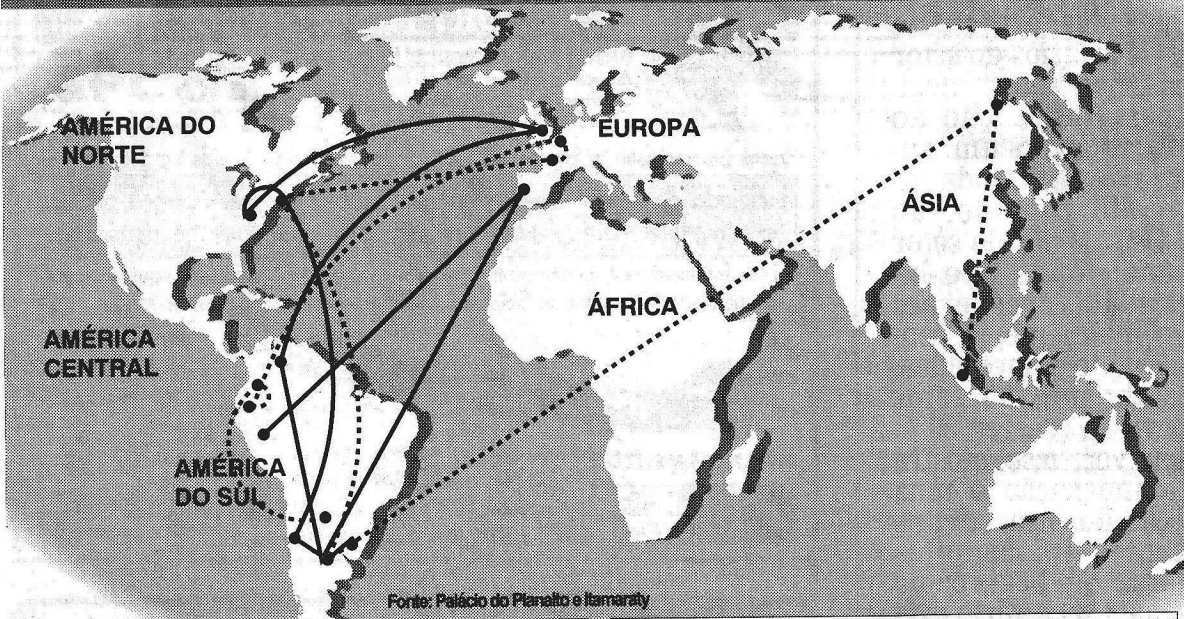 AMÉRICA DO
NORTE
EUROPA
ÁSIA
ÁFRICA
AMÉRICA
CENTRAL
AMÉRICA
DO SUL
Fonte: Palácio do Planalto e Itamaraty